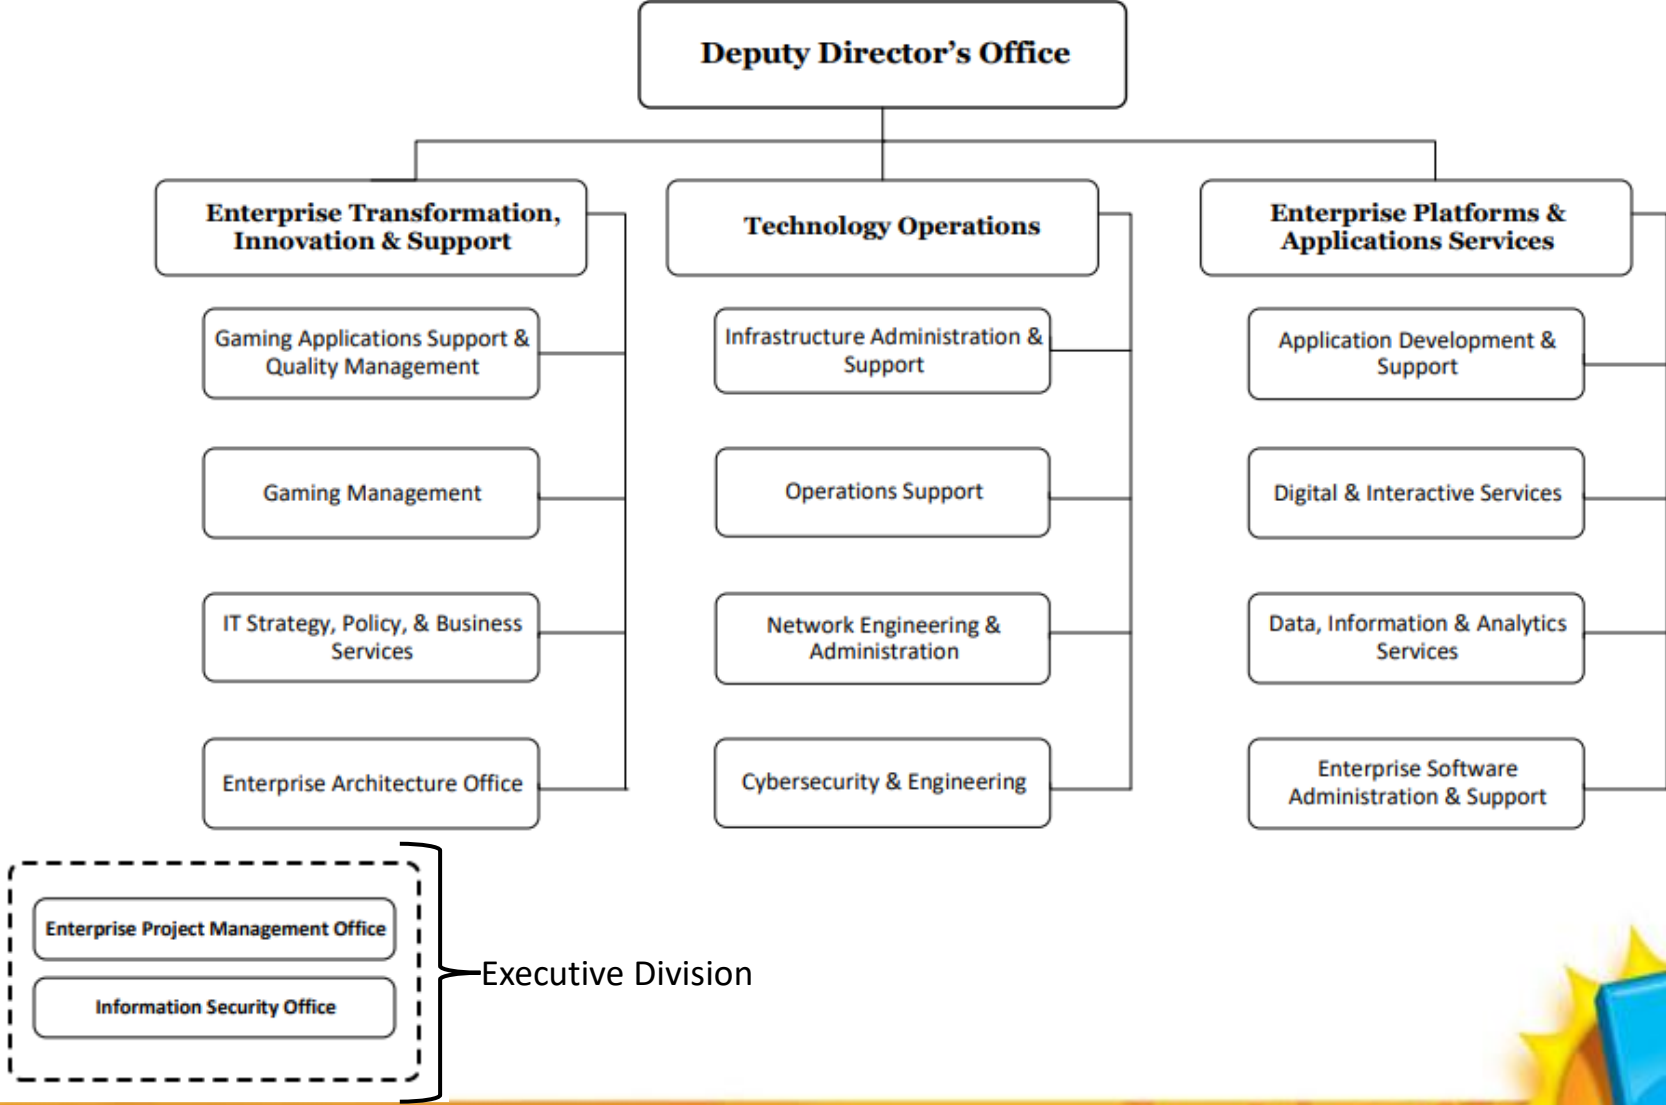 Deputy Director’s Office
Enterprise Transformation,
Innovation & Support
Gaming Applications Support &
Quality Management
Gaming Management
IT Strategy, Policy, & Business
Services
Enterprise Architecture Office
Technology Operations
Infrastructure Administration &
Support
Operations Support
Network Engineering &
Administration
Cybersecurity & Engineering
Enterprise Platforms &
Applications Services
Application Development &
Support
Digital & Interactive Services
Data, Information & Analytics
Services
Enterprise Software
Administration & Support
Enterprise Project Management Office
Information Security Office
Executive Division